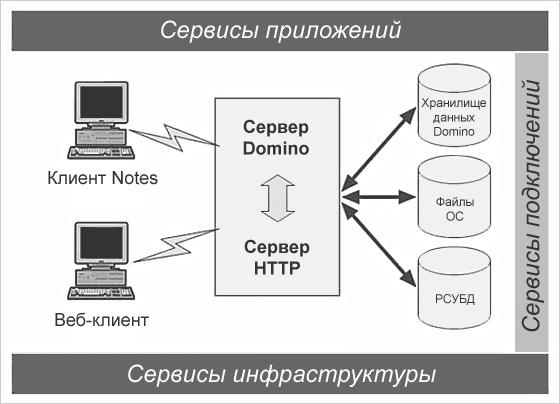 Сервисы приложений
Хранилище
данных
Domino
Сервер
Domino
Клиент Notes
Файлы
ОС
Сервисы подключений
Сервер
HTTP
РСУБД
Веб-клиент
Сервисы инфраструктуры